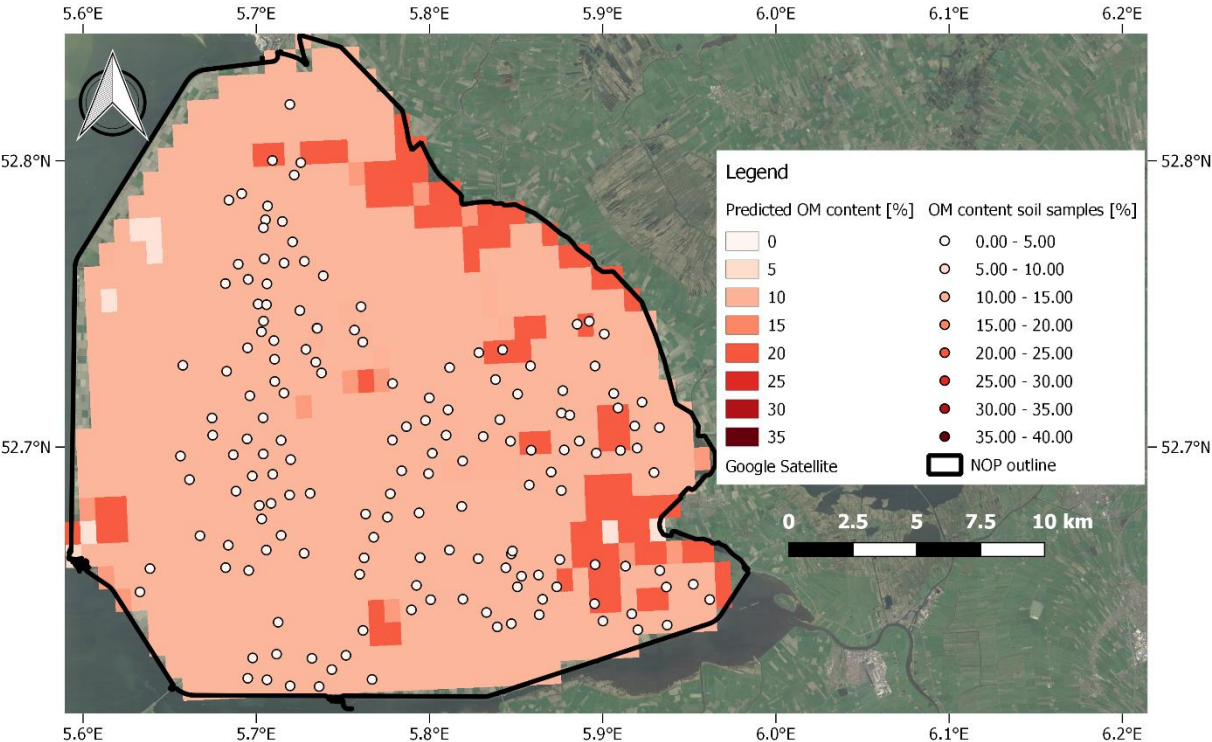 5.6°E 5.7°E 5.8°E 5.9°E 6.0°E 6.1°E 6.2°E
52.8°N 52.8°N
Legend
Predicted OM content [%] OM content soil samples [%]
0 0.00 - 5.00
5 5.00 - 10.00
10 10.00 - 15.00
15 15.00 - 20.00
20 20.00 - 25.00
25 25.00 - 30.00
30 30.00 - 35.00
35 35.00 - 40.00
52.7°N 52.7°N
Google Satellite NOP outline
0 2.5 5 7.5 10 km
5.6°E 5.7°E 5.8°E 5.9°E 6.0°E 6.1°E 6.2°E